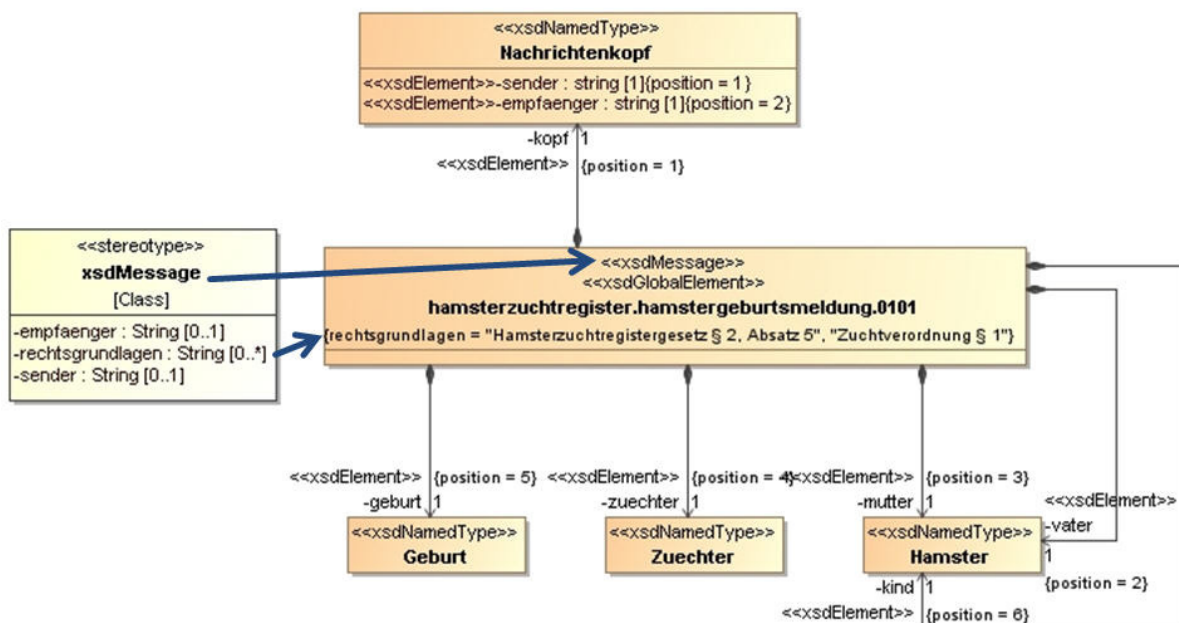 <<xsdNamedType>>
Nachrichtenkopf
<<xsdElement>>-sender : string [1]{position = 1}
<<xsdElement>>-empfaenger : string [1]{position = 2}
-kopf 1
<<xsdElement>> {position = 1}
<<stereotype>>
xsdMessage
[Class]
-empfaenger : String [0..1]
-rechtsgrundlagen : String [0..*]
-sender : String [0..1]
<<xsdMessage>>
<<xsdGlobalElement>>
hamsterzuchtregister.hamstergeburtsmeldung.0101
{rechtsgrundlagen = "Hamsterzuchtregistergesetz § 2, Absatz 5", "Zuchtverordnung § 1"}
<<xsdElement>> {position = 5}
-geburt 1
<<xsdNamedType>>
Geburt
<<xsdElement>> {position = 4}
-zuechter 1
<<xsdNamedType>>
Zuechter
<<xsdElement>> {position = 3}
-mutter 1
<<xsdElement>>
-vater
1
{position = 2}
<<xsdNamedType>>
Hamster
-kind 1
<<xsdElement>> {position = 6}